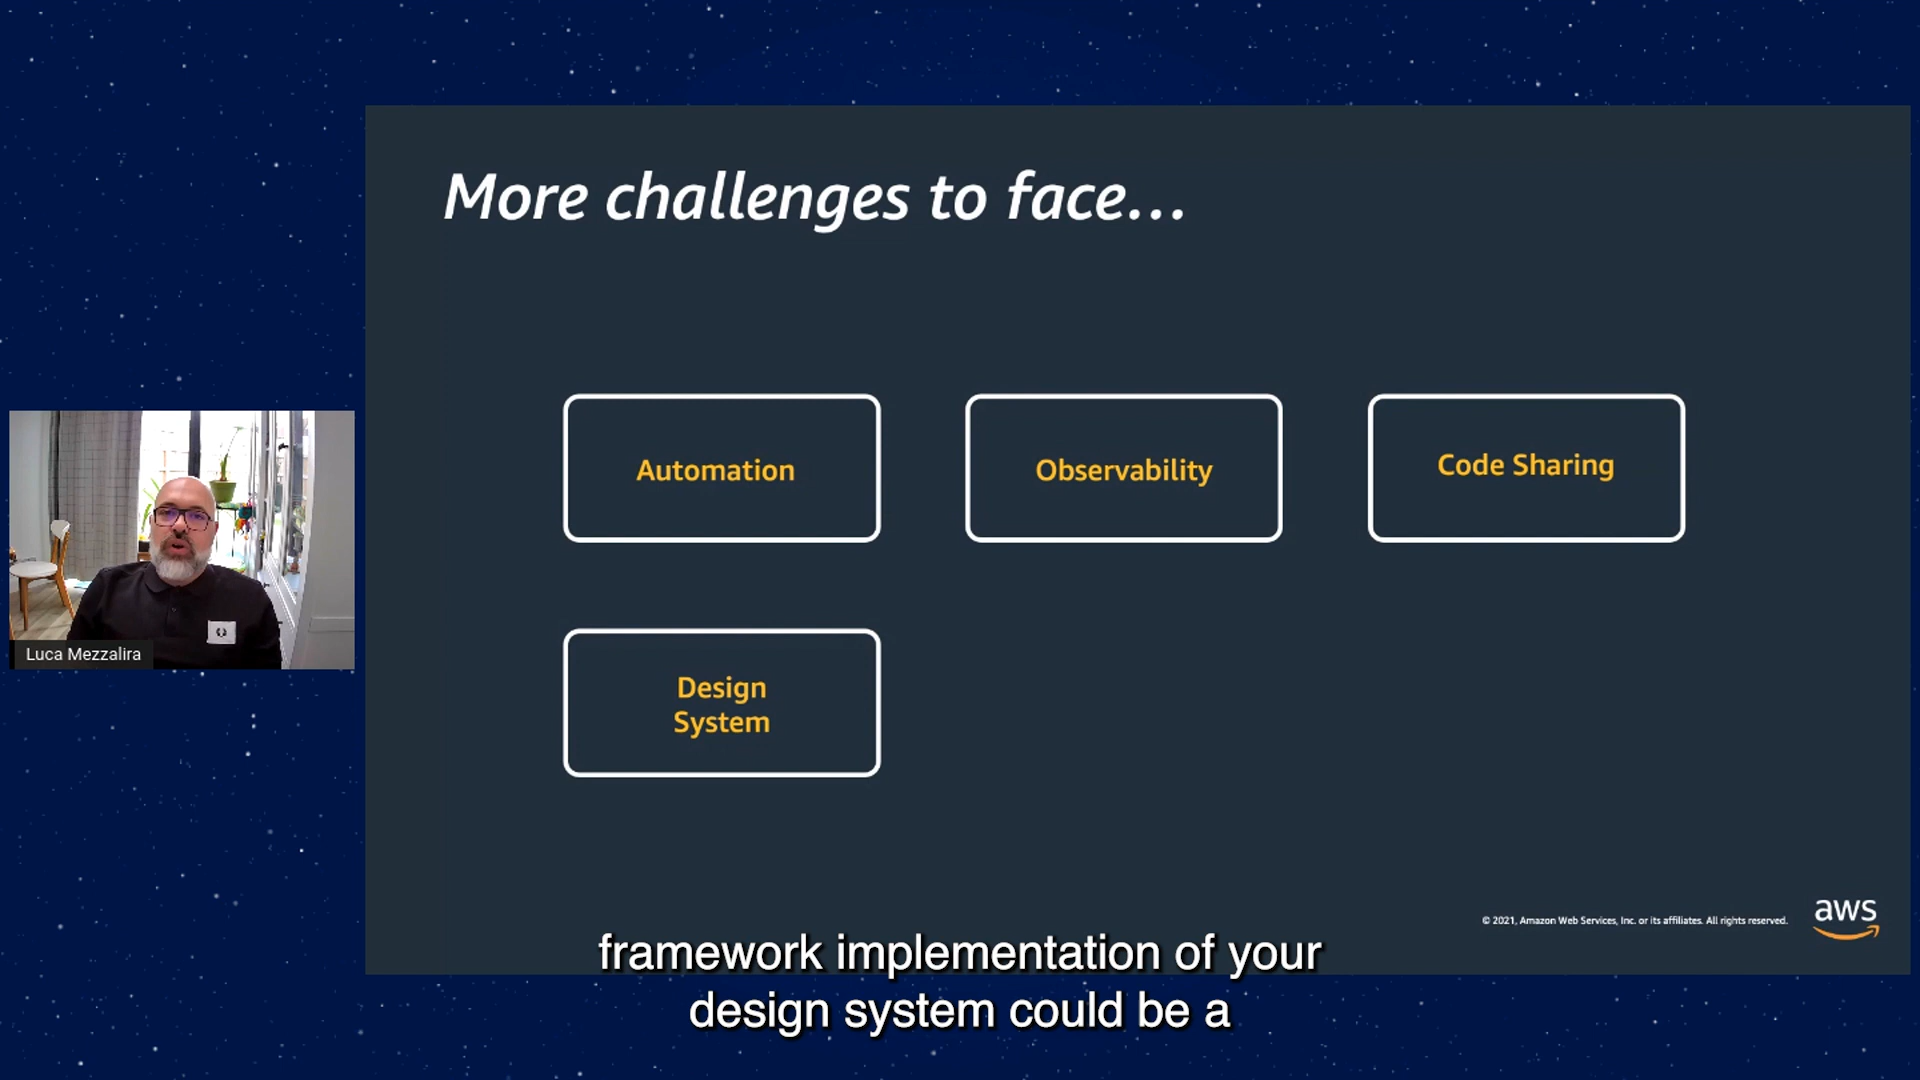 More challenges to face...
Automation
Observability
Code Sharing
Design
System
Luca Mezzalira
© 2021, Amazon Web Services, Inc. or its affiliates. All rights reserved.
aws
framework implementation of your
design system could be a